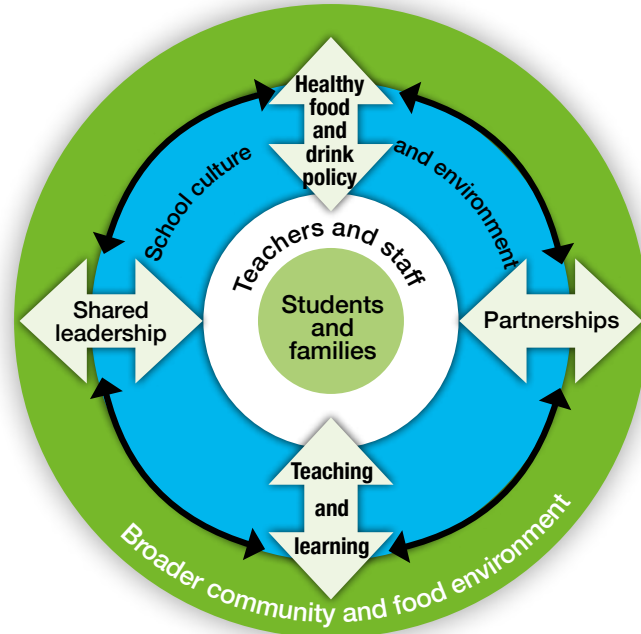 Healthy
food
and
drink
policy
School culture
and environment
Teachers and staff
Students
and
families
Shared
leadership
Partnerships
Teaching
and
learning
Broader community and food environment